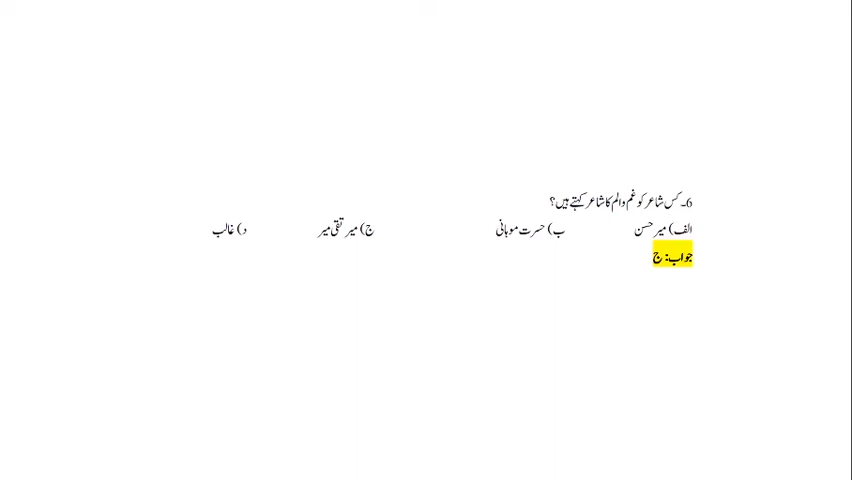 6۔ کس شاعر کو غم و الم کا شاعر کہتے ہیں؟
الف) میر حسن ب) حسرت موہانی ج) میر تقی میر د) غالب
جواب: ج